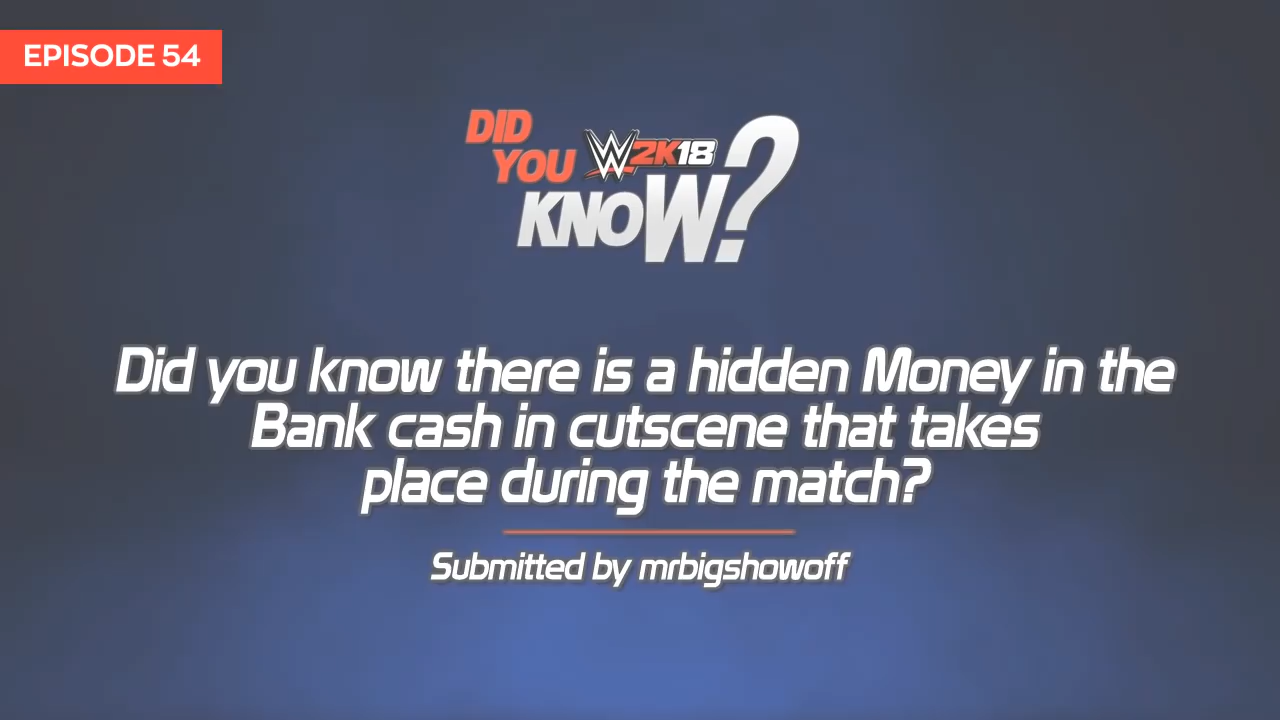 EPISODE 54
DID
YOU W 2K18
KNOW?
Did you know there is a hidden Money in the
Bank cash in cutscene that takes
place during the match?
Submitted by mrbigshowoff